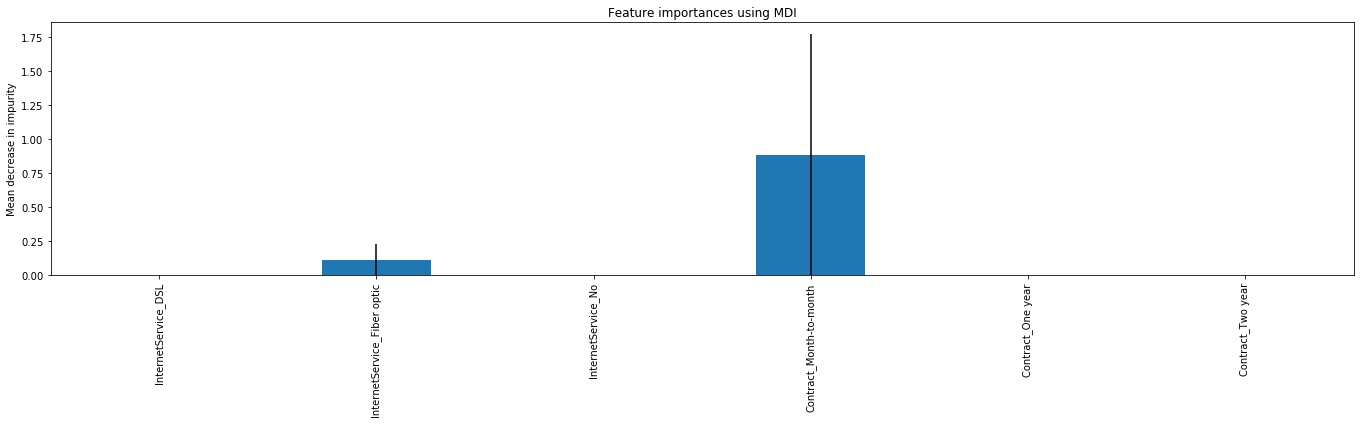 Feature importances using MDI
Mean decrease in impurity
1.75
1.50
1.25
1.00
0.75
0.50
0.25
0.00
InternetService_DSL
InternetService_Fiber optic
InternetService_No
Contract_Month-to-month
Contract_One year
Contract_Two year